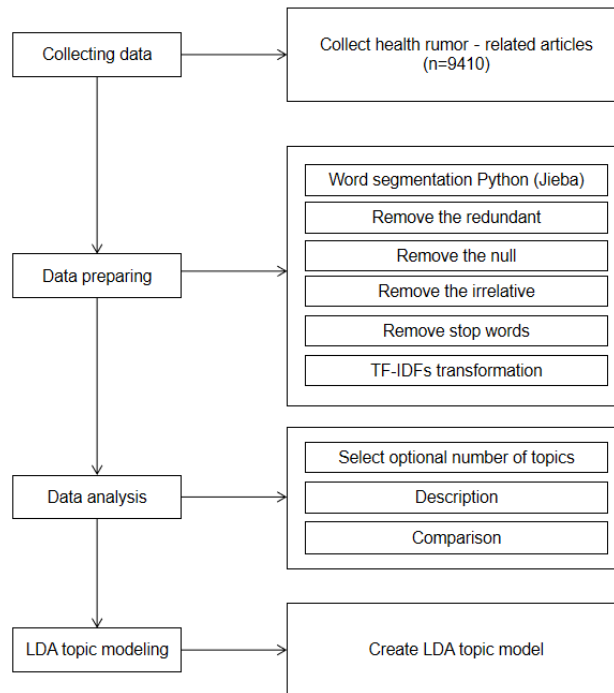 Collecting data
Collect health rumor - related articles
(n=9410)
Data preparing
Word segmentation Python (Jieba)
Remove the redundant
Remove the null
Remove the irrelative
Remove stop words
TF-IDFs transformation
Data analysis
Select optional number of topics
Description
Comparison
LDA topic modeling
Create LDA topic model